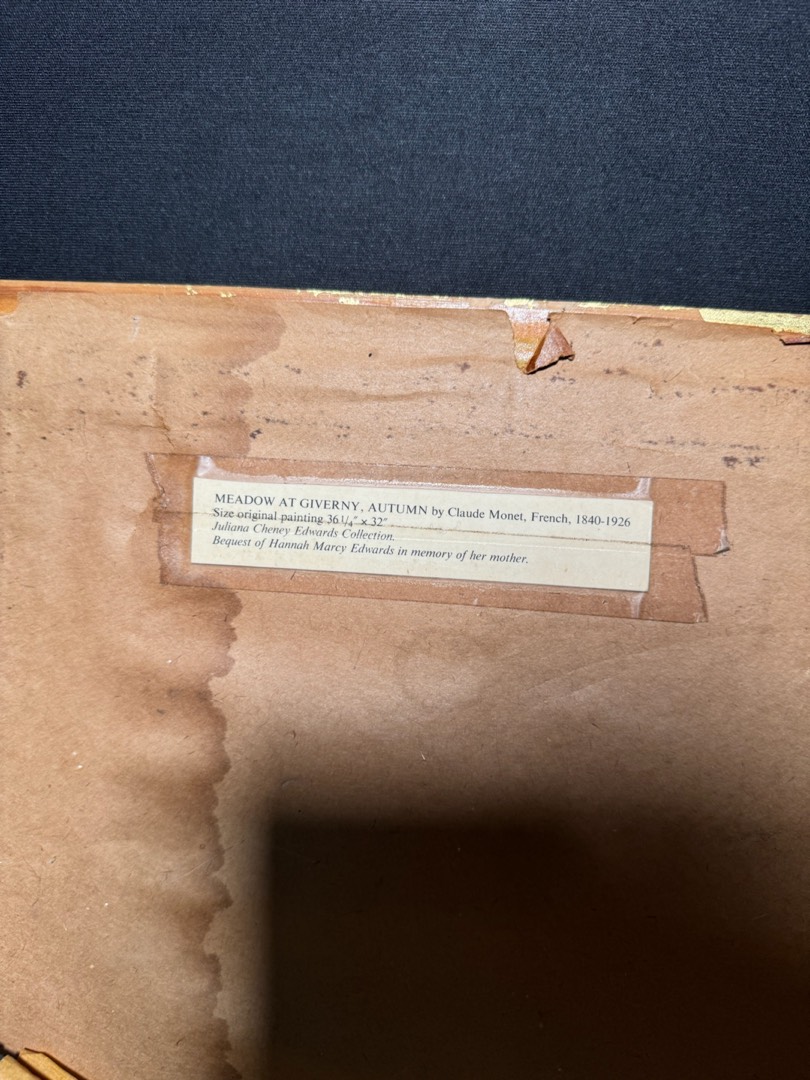 MEADOW AT GIVERNY, AUTUMN by Claude Monet, French, 1840-1926
Size original painting 36 1/4" x 32"
Juliana Cheney Edwards Collection.
Bequest of Hannah Marcy Edwards in memory of her mother.